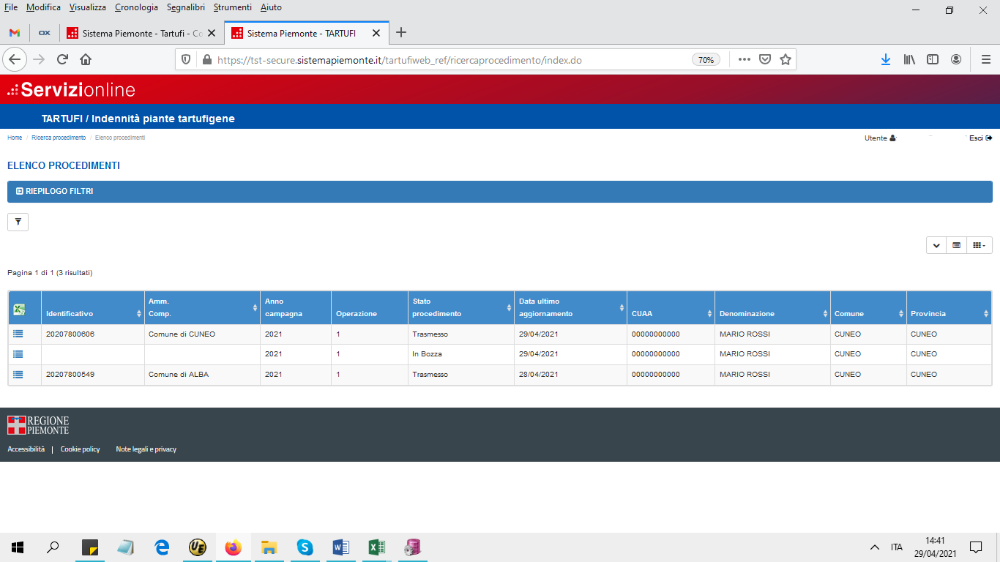 File Modifica Visualizza Cronologia Segnalibri Strumenti Aiuto
OX Sistema Piemonte - Tartufi - Co Sistema Piemonte - TARTUFI
https://tst-secure.sistemapiemonte.it/tartufiweb_ref/ricercaprocedimento/index.do 70%
Servizionline
TARTUFI / Indennità piante tartufigene
Home / Ricerca procedimento / Elenco procedimenti Utente Esci
ELENCO PROCEDIMENTI
RIEPILOGO FILTRI
Pagina 1 di 1 (3 risultati)
Identificativo Amm. Comp. Anno campagna Operazione Stato procedimento Data ultimo aggiornamento CUAA Denominazione Comune Provincia
20207800606 Comune di CUNEO 2021 1 Trasmesso 29/04/2021 00000000000 MARIO ROSSI CUNEO CUNEO
2021 1 In Bozza 29/04/2021 00000000000 MARIO ROSSI CUNEO CUNEO
20207800549 Comune di ALBA 2021 1 Trasmesso 28/04/2021 00000000000 MARIO ROSSI CUNEO CUNEO
REGIONE
PIEMONTE
Accessibilità | Cookie policy Note legali e privacy
ITA 14:41
29/04/2021